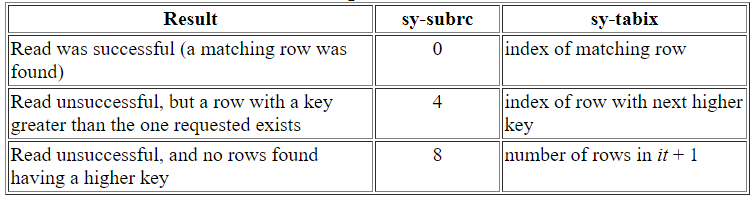 Result sy-subrc sy-tabix
Read was successful (a matching row was 0 index of matching row
found)
Read unsuccessful, but a row with a key 4 index of row with next higher
greater than the one requested exists key
Read unsuccessful, and no rows found 8 number of rows in it + 1
having a higher key